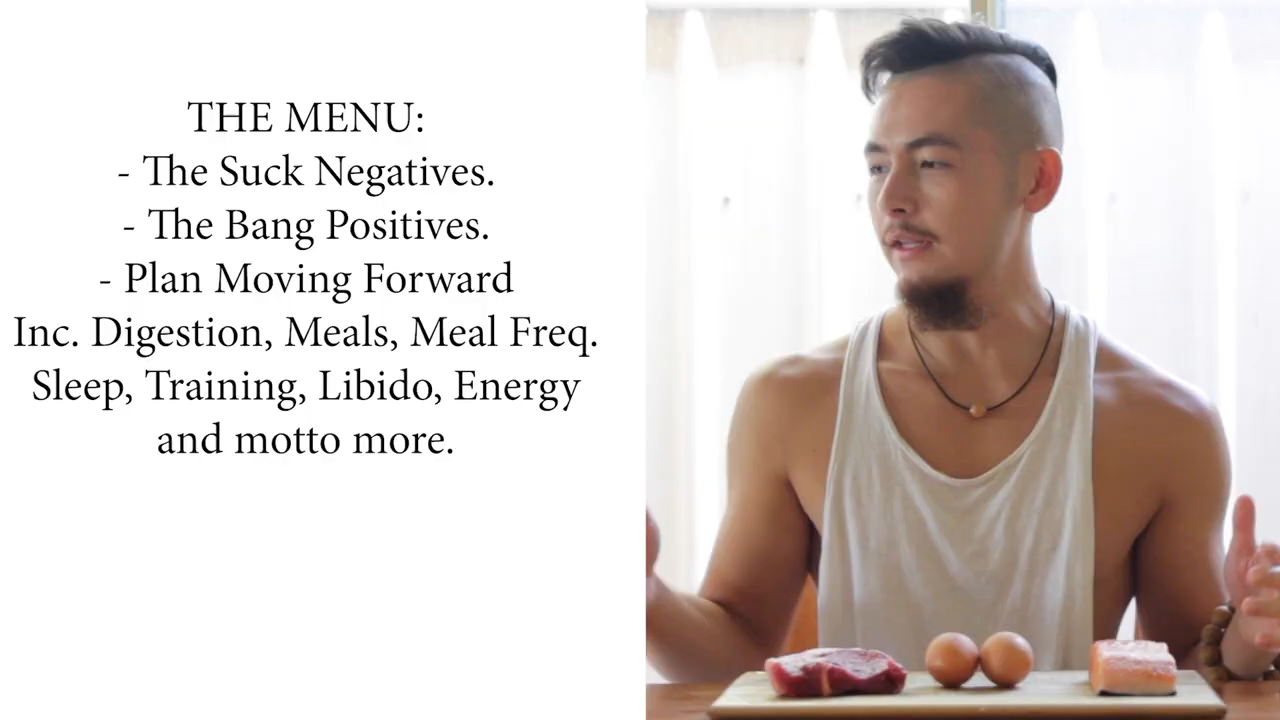 THE MENU:
- The Suck Negatives.
- The Bang Positives.
- Plan Moving Forward
Inc. Digestion, Meals, Meal Freq.
Sleep, Training, Libido, Energy
and motto more.